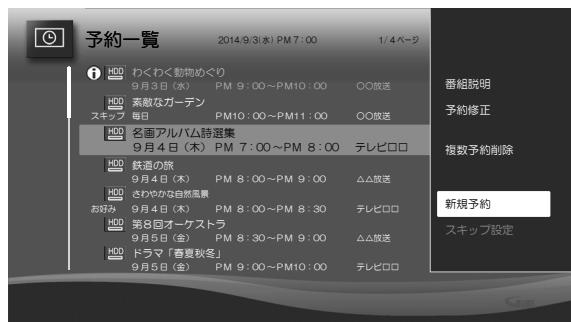 予約一覧 2014/9/3(水) PM 7:00 1/4ページ
HDD わくわく動物めぐり
9月3日(水) PM 9:00～PM10:00 〇〇放送
HDD 素敵なガーデン
スキップ 毎日 PM10:00～PM11:00 〇〇放送
HDD 名画アルバム詩選集
9月4日(木) PM 7:00～PM 8:00 テレビ□□
HDD 鉄道の旅
9月4日(木) PM 8:00～PM 9:00 △△放送
HDD さわやかな自然風景
お好み 9月4日(木) PM 8:00～PM 8:30 テレビ□□
HDD 第8回オーケストラ
9月5日(金) PM 8:30～PM 9:00 △△放送
HDD ドラマ「春夏秋冬」
9月5日(金) PM 9:00～PM10:00 テレビ□□
番組説明
予約修正
複数予約削除
新規予約
スキップ設定